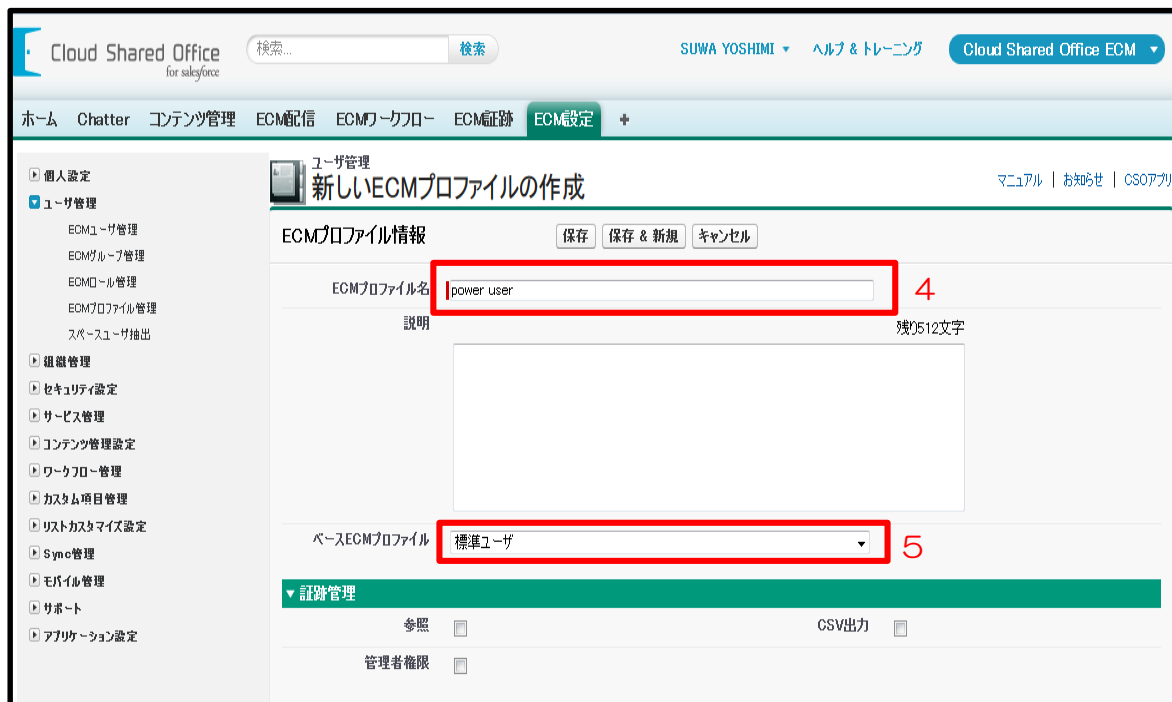 Cloud Shared Office
for salesforce
検索...
検索
SUWA YOSHIMI
ヘルプ & トレーニング
Cloud Shared Office ECM
ホーム Chatter コンテンツ管理 ECM配信 ECMワークフロー ECM証跡 ECM設定 +
個人設定
ユーザ管理
ECMユーザ管理
ECMグループ管理
ECMロール管理
ECMプロファイル管理
スペースユーザ抽出
組織管理
セキュリティ設定
サービス管理
コンテンツ管理設定
ワークフロー管理
カスタム項目管理
リストカスタマイズ設定
Sync管理
モバイル管理
サポート
アプリケーション設定
ユーザ管理
新しいECMプロファイルの作成
マニュアル | お知らせ | CSOアプリ
ECMプロファイル情報
保存 保存 & 新規 キャンセル
ECMプロファイル名 power user 4
説明
残り512文字
ベースECMプロファイル 標準ユーザ 5
証跡管理
参照 CSV出力
管理者権限